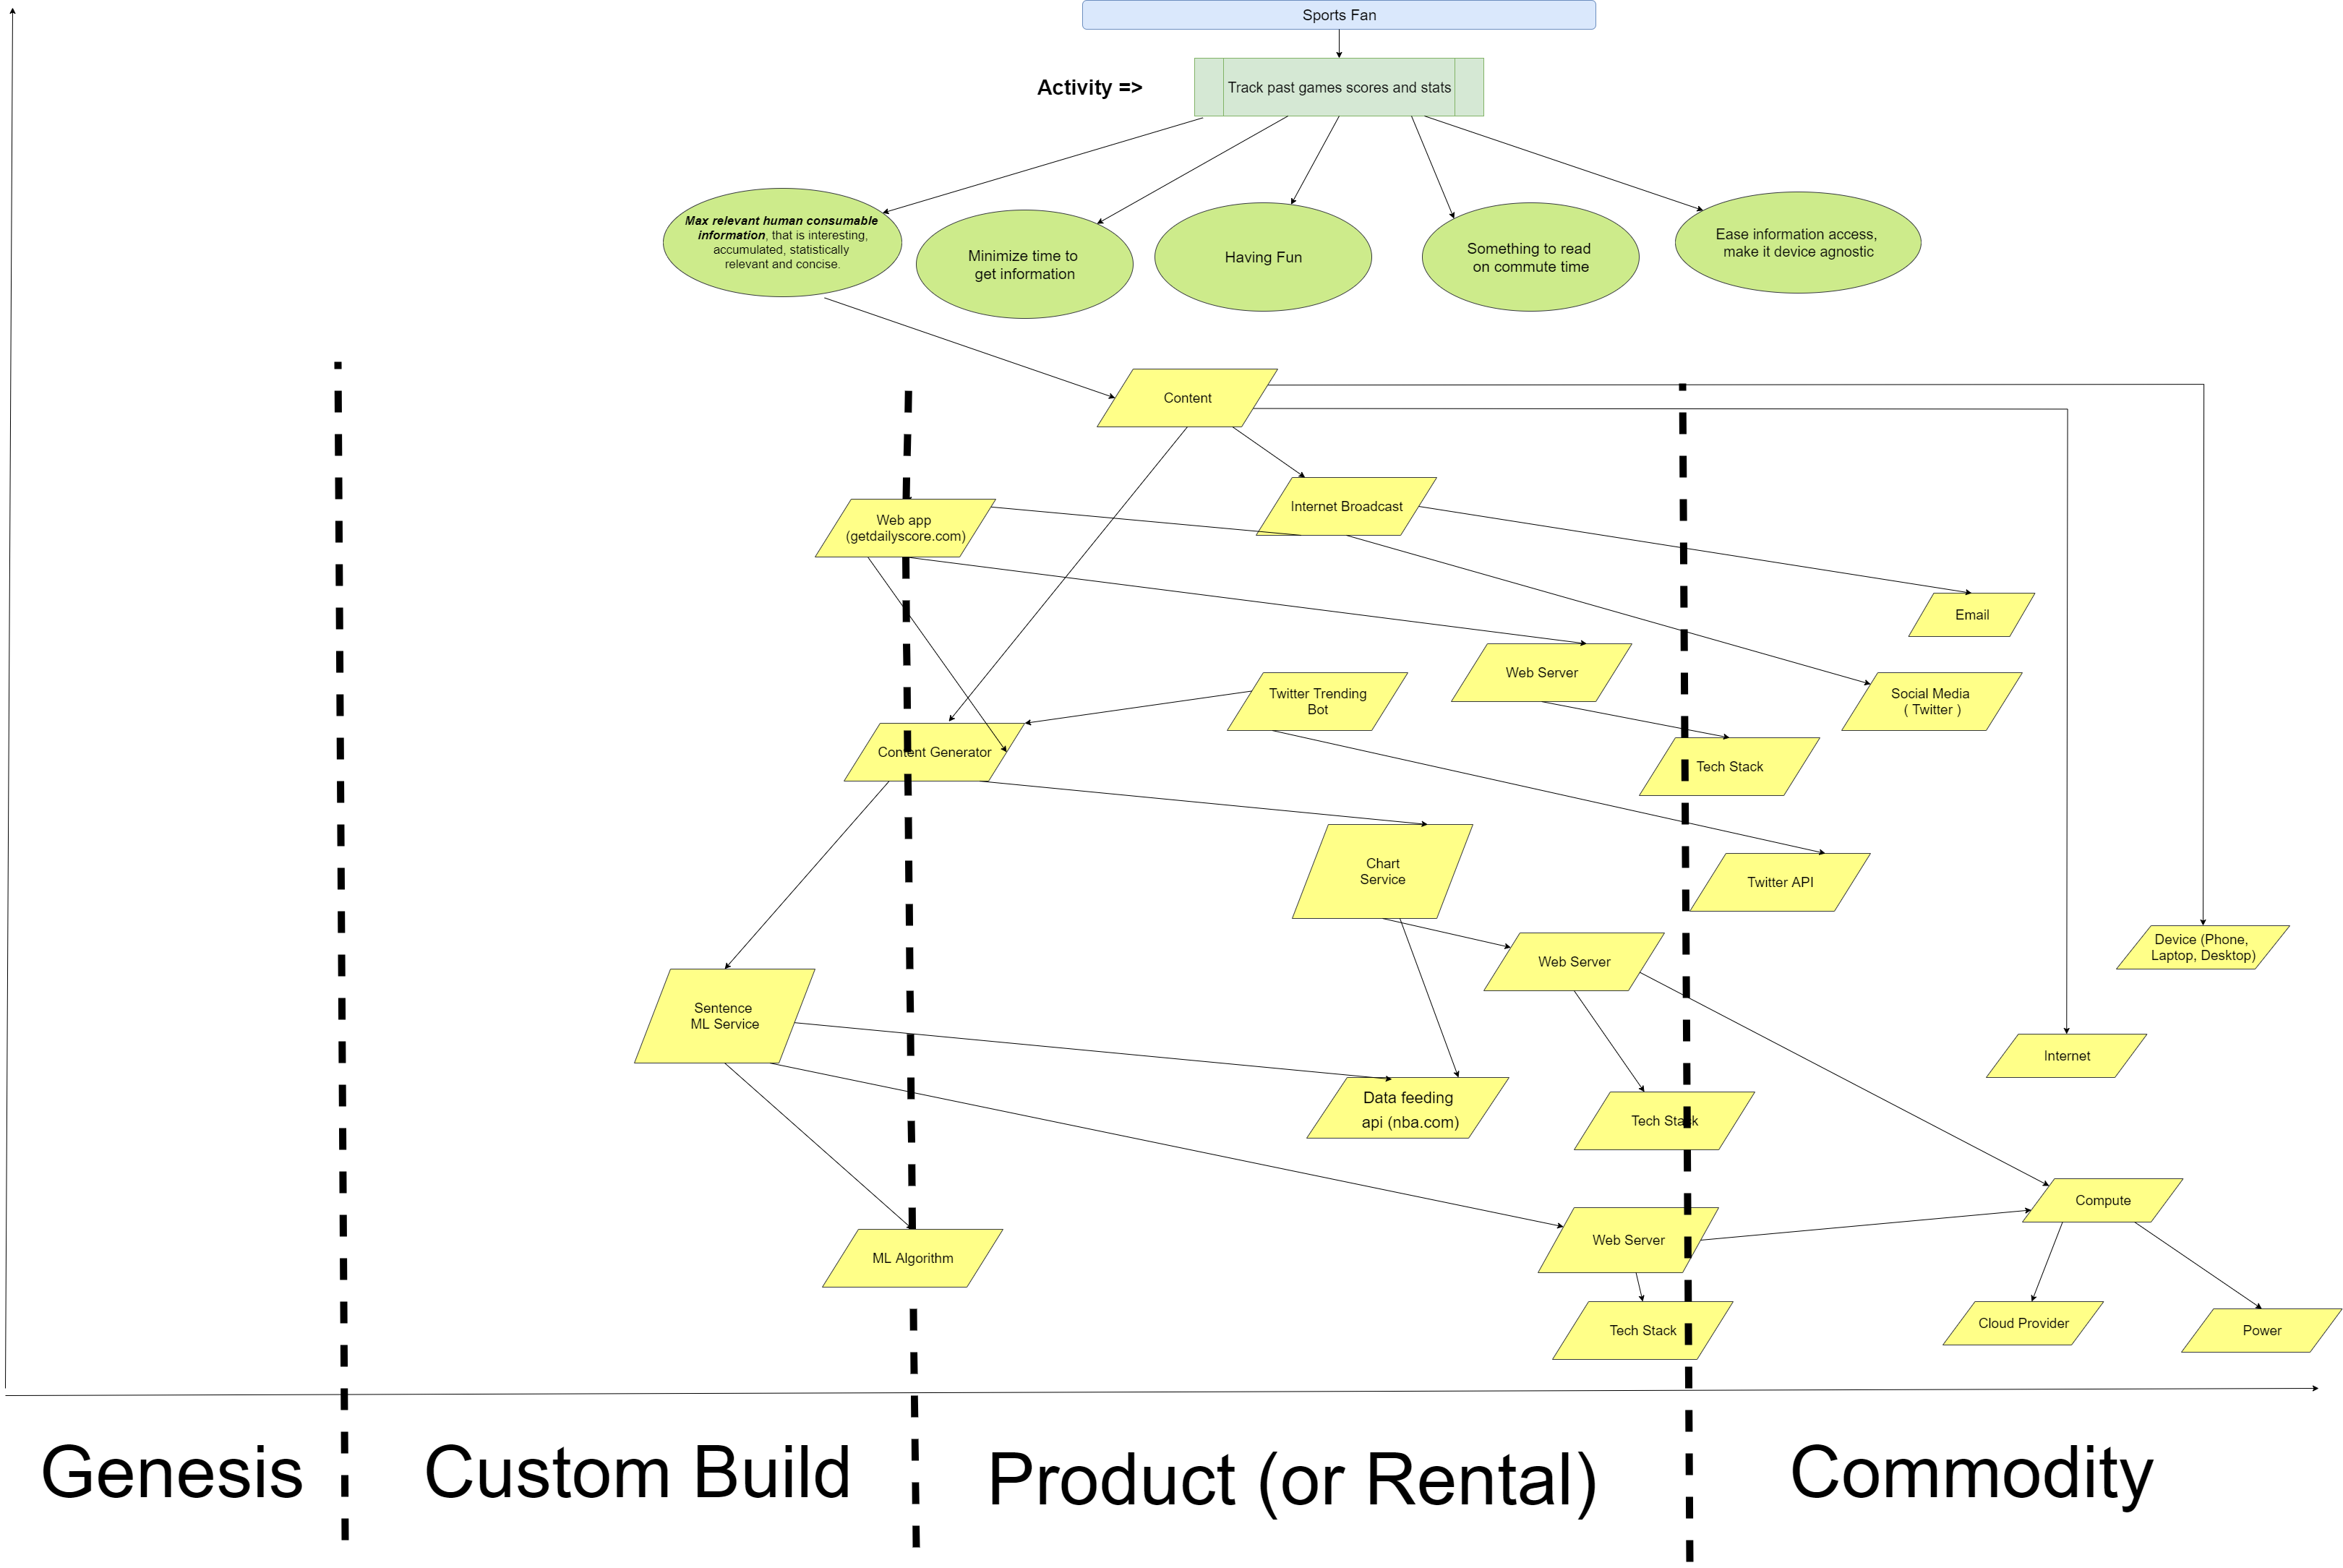 Sports Fan
Activity =>
Track past games scores and stats
Max relevant human consumable
information, that is interesting,
accumulated, statistically
relevant and concise.
Minimize time to
get information
Having Fun
Something to read
on commute time
Ease information access,
make it device agnostic
Content
Web app
(getdailyscore.com)
Internet Broadcast
Email
Web Server
Twitter Trending
Bot
Social Media
( Twitter )
Content Generator
Tech Stack
Chart
Service
Twitter API
Device (Phone,
Laptop, Desktop)
Web Server
Sentence
ML Service
Internet
Data feeding
api (nba.com)
Tech Stack
Compute
Web Server
ML Algorithm
Tech Stack
Cloud Provider
Power
Genesis
Custom Build
Product (or Rental)
Commodity